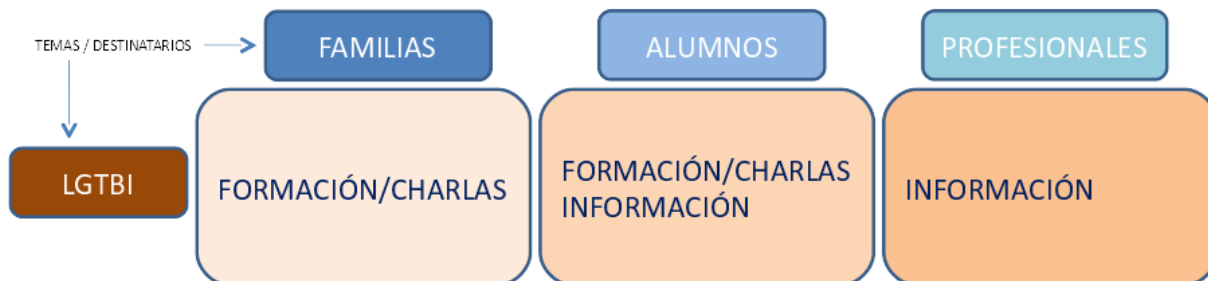 TEMAS / DESTINATARIOS
FAMILIAS
ALUMNOS
PROFESIONALES
LGTBI
FORMACIÓN/CHARLAS
FORMACIÓN/CHARLAS
INFORMACIÓN
INFORMACIÓN